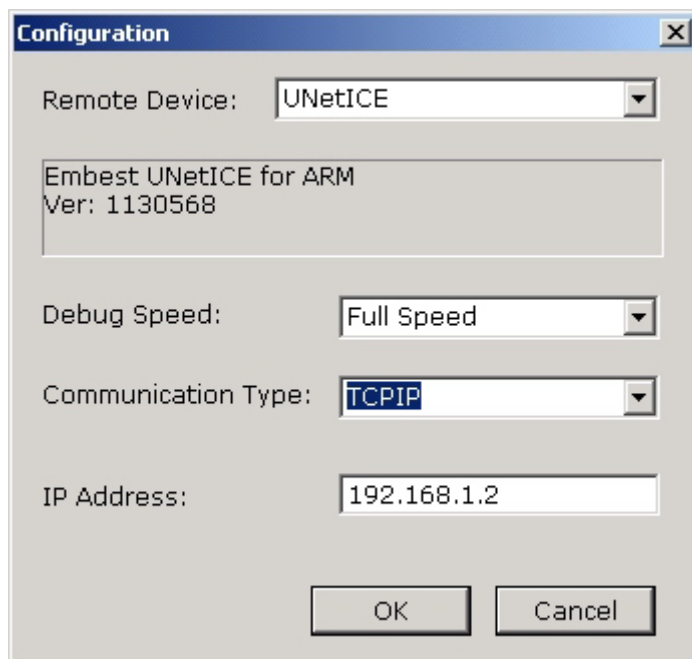 Configuration
Remote Device: UNetICE
Embest UNetICE for ARM
Ver: 1130568
Debug Speed: Full Speed
Communication Type: TCPIP
IP Address: 192.168.1.2
OK Cancel